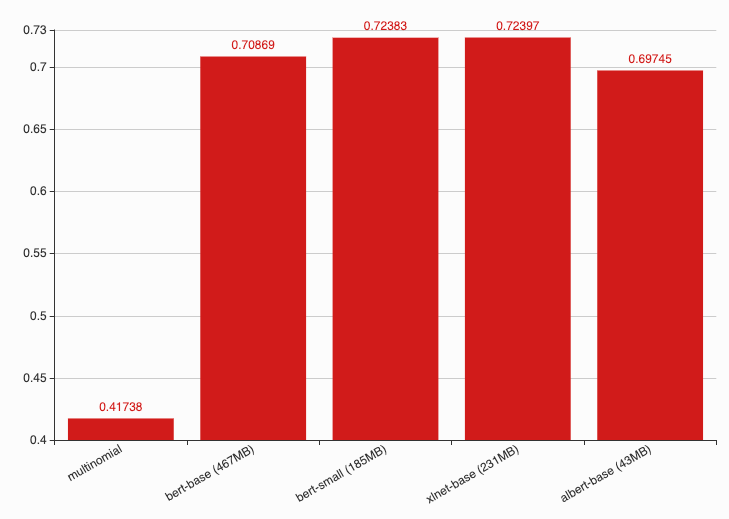 0.73
0.7
0.65
0.6
0.55
0.5
0.45
0.4
0.41738
0.70869
0.72383
0.72397
0.69745
multinomial
bert-base (467MB)
bert-small (185MB)
xlnet-base (231MB)
albert-base (43MB)